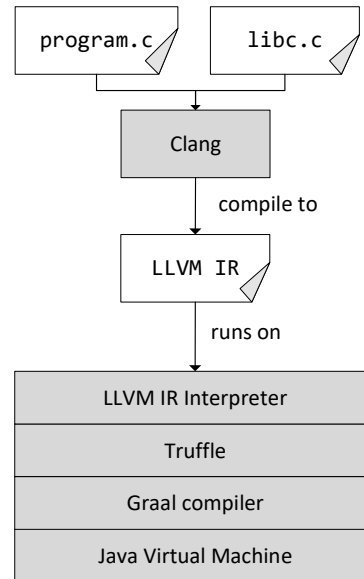 program.c
libc.c
Clang
compile to
LLVM IR
runs on
LLVM IR Interpreter
Truffle
Graal compiler
Java Virtual Machine